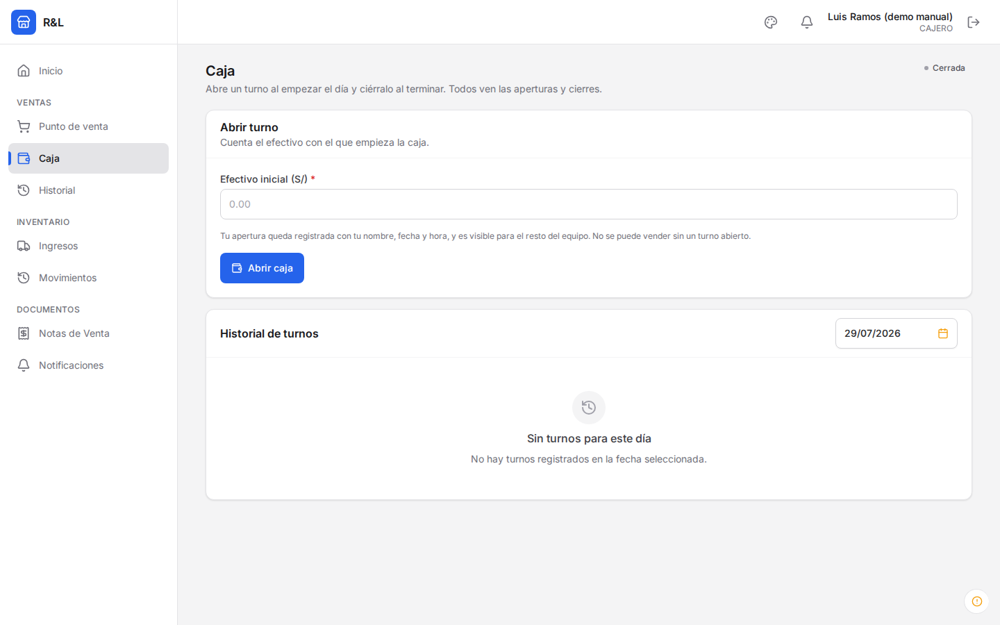 R&L
Luis Ramos (demo manual)
CAJERO
Inicio
VENTAS
Punto de venta
Caja
Historial
INVENTARIO
Ingresos
Movimientos
DOCUMENTOS
Notas de Venta
Notificaciones
Caja
Cerrada
Abre un turno al empezar el día y ciérralo al terminar. Todos ven las aperturas y cierres.
Abrir turno
Cuenta el efectivo con el que empieza la caja.
Efectivo inicial (S/) *
0.00
Tu apertura queda registrada con tu nombre, fecha y hora, y es visible para el resto del equipo. No se puede vender sin un turno abierto.
Abrir caja
Historial de turnos
29/07/2026
Sin turnos para este día
No hay turnos registrados en la fecha seleccionada.